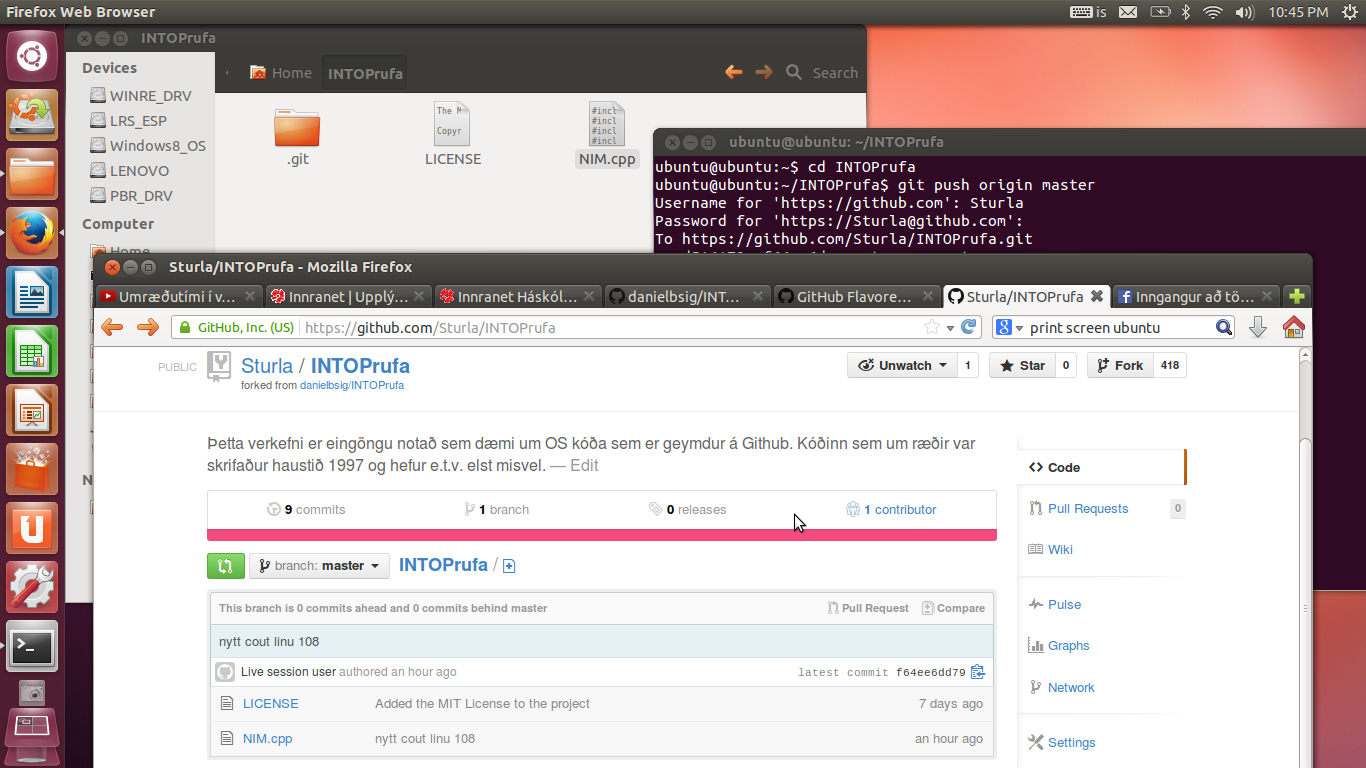 Firefox Web Browser
is
10:45 PM
INTOPrufa
Devices
WINRE_DRV
LRS_ESP
Windows8_OS
LENOVO
PBR_DRV
Computer
Home
Home
INTOPrufa
Search
.git
The M
Copyr
LICENSE
#incl
#incl
#incl
#incl
NIM.cpp
ubuntu@ubuntu: ~/INTOPrufa
ubuntu@ubuntu:~$ cd INTOPrufa
ubuntu@ubuntu:~/INTOPrufa$ git push origin master
Username for 'https://github.com': Sturla
Password for 'https://Sturla@github.com':
To https://github.com/Sturla/INTOPrufa.git
Sturla/INTOPrufa - Mozilla Firefox
Umræðutími í v...
Innranet | Upplý...
Innranet Háskól...
danielbsig/INT...
GitHub Flavore...
Sturla/INTOPrufa
Inngangur að tö...
GitHub, Inc. (US)
https://github.com/Sturla/INTOPrufa
print screen ubuntu
PUBLIC
Sturla / INTOPrufa
forked from danielbsig/INTOPrufa
Unwatch 1
Star 0
Fork 418
Þetta verkefni er eingöngu notað sem dæmi um OS kóða sem er geymdur á Github. Kóðinn sem um ræðir var
skrifaður haustið 1997 og hefur e.t.v. elst misvel. — Edit
9 commits
1 branch
0 releases
1 contributor
branch: master
INTOPrufa /
This branch is 0 commits ahead and 0 commits behind master
Pull Request
Compare
nytt cout linu 108
Live session user authored an hour ago
latest commit f64ee6dd79
LICENSE
Added the MIT License to the project
7 days ago
NIM.cpp
nytt cout linu 108
an hour ago
Code
Pull Requests 0
Wiki
Pulse
Graphs
Network
Settings